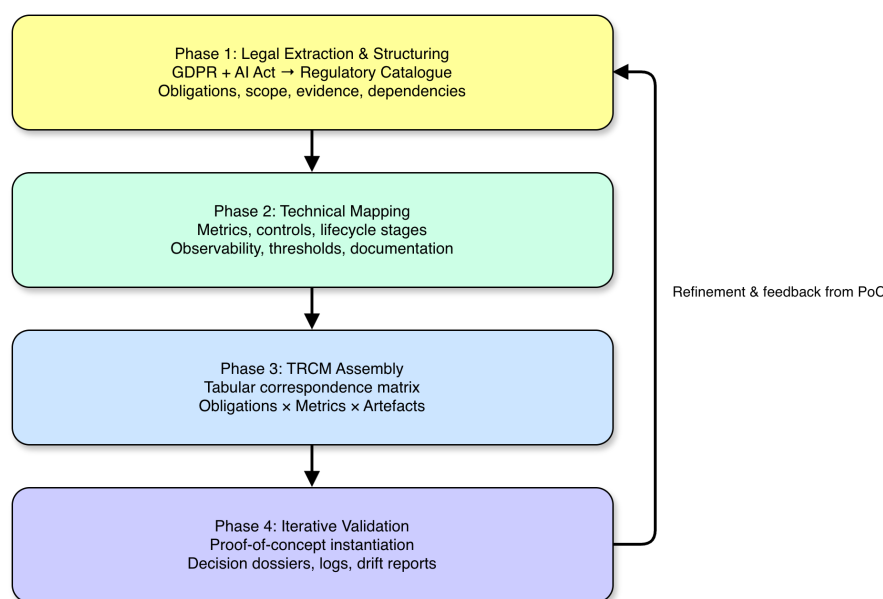 Phase 1: Legal Extraction & Structuring
GDPR + AI Act → Regulatory Catalogue
Obligations, scope, evidence, dependencies
Phase 2: Technical Mapping
Metrics, controls, lifecycle stages
Observability, thresholds, documentation
Refinement & feedback from PoC
Phase 3: TRCM Assembly
Tabular correspondence matrix
Obligations × Metrics × Artefacts
Phase 4: Iterative Validation
Proof-of-concept instantiation
Decision dossiers, logs, drift reports